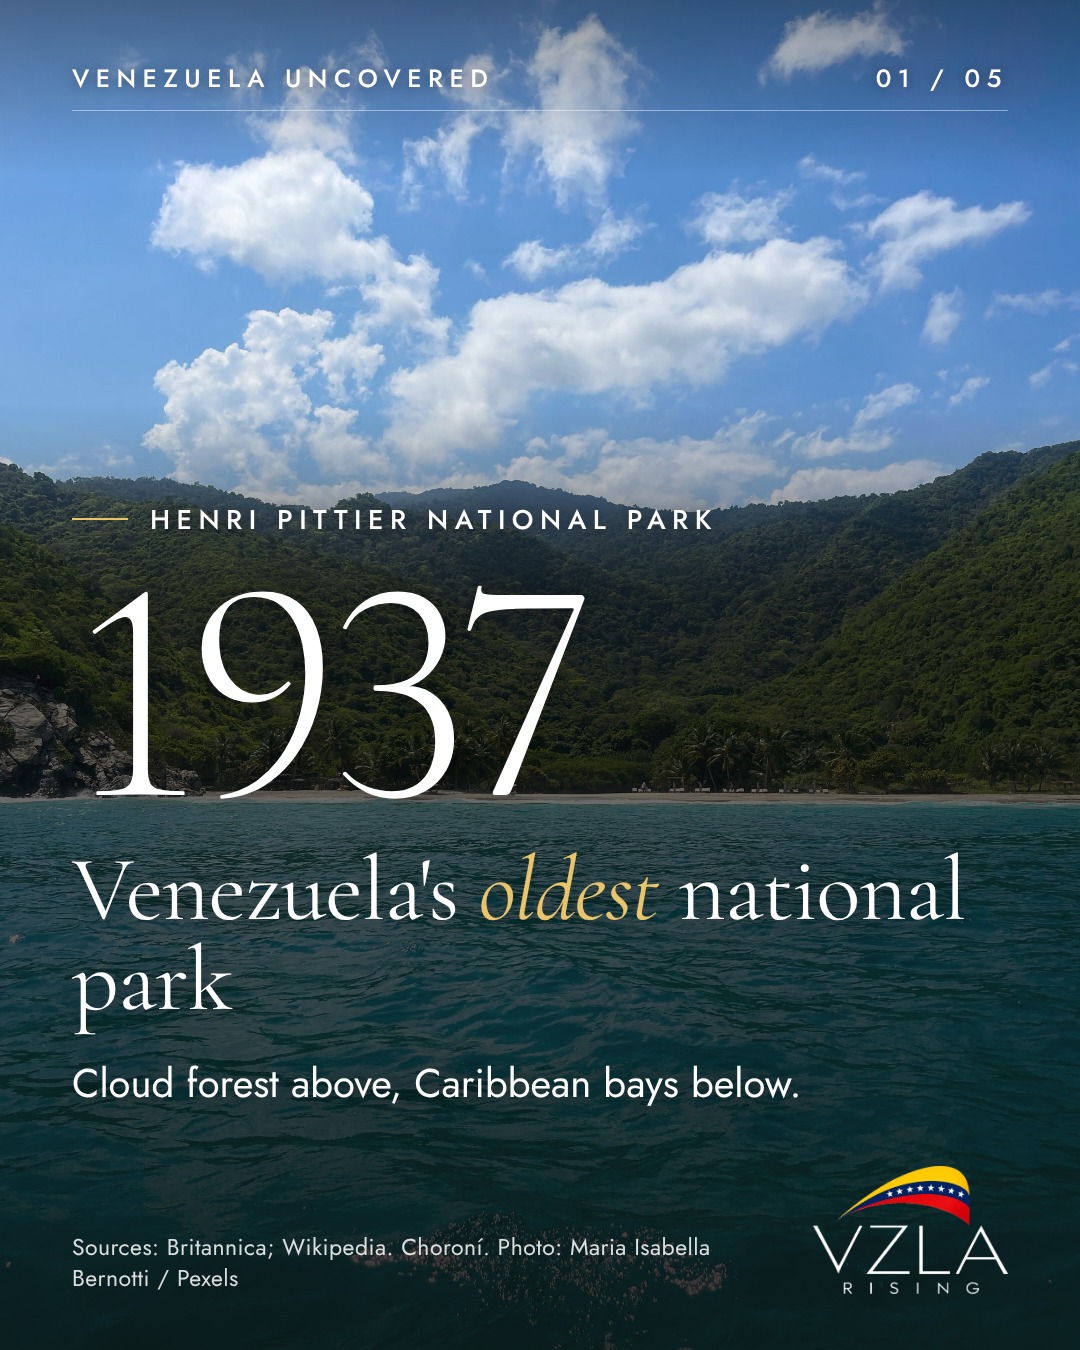 VENEZUELA UNCOVERED
01 / 05
HENRI PITTIER NATIONAL PARK
1937
Venezuela's oldest national
park
Cloud forest above, Caribbean bays below.
Sources: Britannica; Wikipedia. Choroní. Photo: Maria Isabella
Bernotti / Pexels
VZLA
RISING